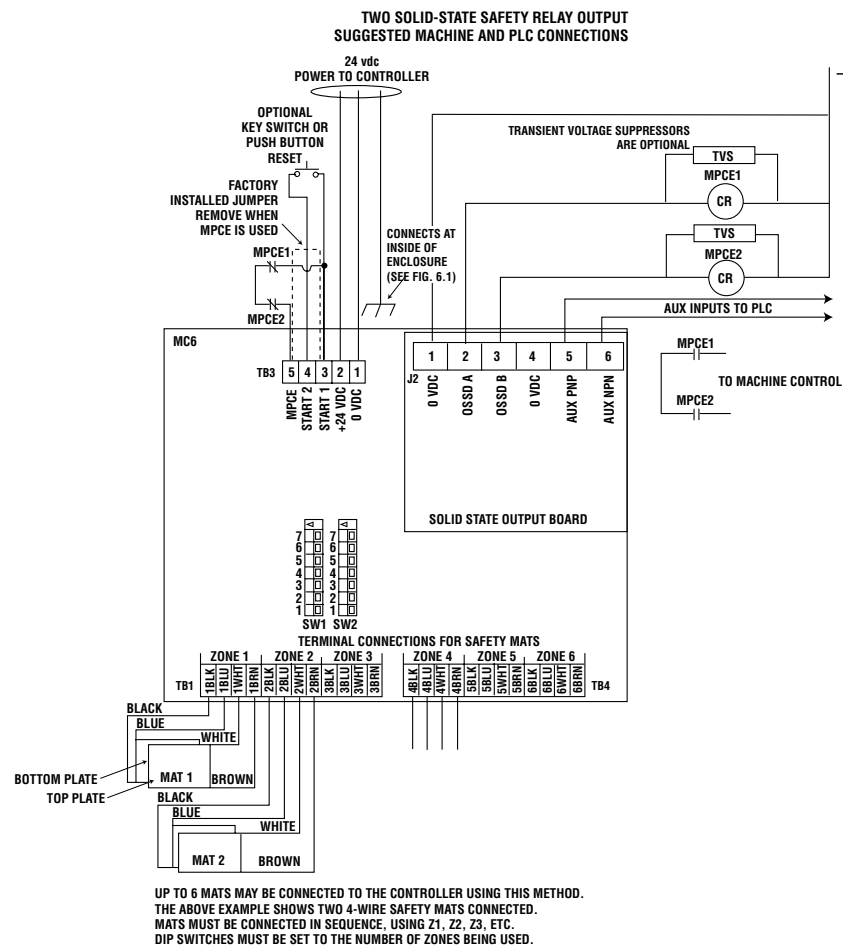 TWO SOLID-STATE SAFETY RELAY OUTPUT
SUGGESTED MACHINE AND PLC CONNECTIONS
24 vdc
POWER TO CONTROLLER
OPTIONAL
KEY SWITCH OR
PUSH BUTTON
RESET
TRANSIENT VOLTAGE SUPPRESSORS
ARE OPTIONAL
TVS
MPCE1
CR
FACTORY
INSTALLED JUMPER
REMOVE WHEN
MPCE IS USED
CONNECTS AT
INSIDE OF
ENCLOSURE
(SEE FIG. 6.1)
TVS
MPCE2
CR
MPCE1
MPCE2
AUX INPUTS TO PLC
MC6
TB3
5 4 3 2 1
MPCE
START 2
START 1
+24 VDC
0 VDC
1 2 3 4 5 6
J2
0 VDC
OSSD A
OSSD B
0 VDC
AUX PNP
AUX NPN
MPCE1
TO MACHINE CONTROL
MPCE2
SOLID STATE OUTPUT BOARD
7 7
6 6
5 5
4 4
3 3
2 2
1 1
SW1 SW2
TERMINAL CONNECTIONS FOR SAFETY MATS
ZONE 1 ZONE 2 ZONE 3 ZONE 4 ZONE 5 ZONE 6
TB1
1BLK
1BLU
1WHT
1BRN
2BLK
2BLU
2WHT
2BRN
3BLK
3BLU
3WHT
3BRN
4BLK
4BLU
4WHT
4BRN
5BLK
5BLU
5WHT
5BRN
6BLK
6BLU
6WHT
6BRN
TB4
BLACK
BLUE
WHITE
BOTTOM PLATE
MAT 1
BROWN
TOP PLATE
BLACK
BLUE
WHITE
MAT 2
BROWN
UP TO 6 MATS MAY BE CONNECTED TO THE CONTROLLER USING THIS METHOD.
THE ABOVE EXAMPLE SHOWS TWO 4-WIRE SAFETY MATS CONNECTED.
MATS MUST BE CONNECTED IN SEQUENCE, USING Z1, Z2, Z3, ETC.
DIP SWITCHES MUST BE SET TO THE NUMBER OF ZONES BEING USED.